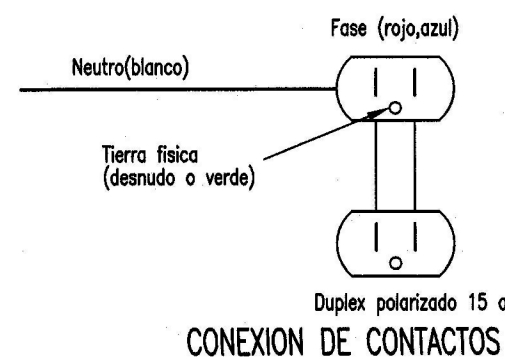 Fase (rojo,azul)
Neutro(blanco)
Tierra fisica
(desnudo o verde)
Duplex polarizado 15
CONEXION DE CONTACTOS